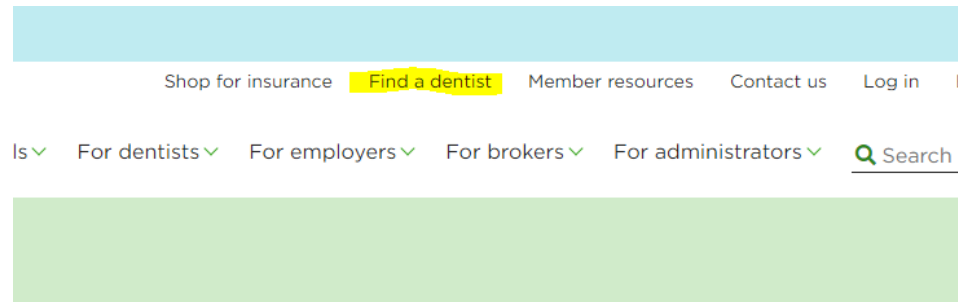 Shop for insurance Find a dentist Member resources Contact us Log in
ls For dentists For employers For brokers For administrators Search